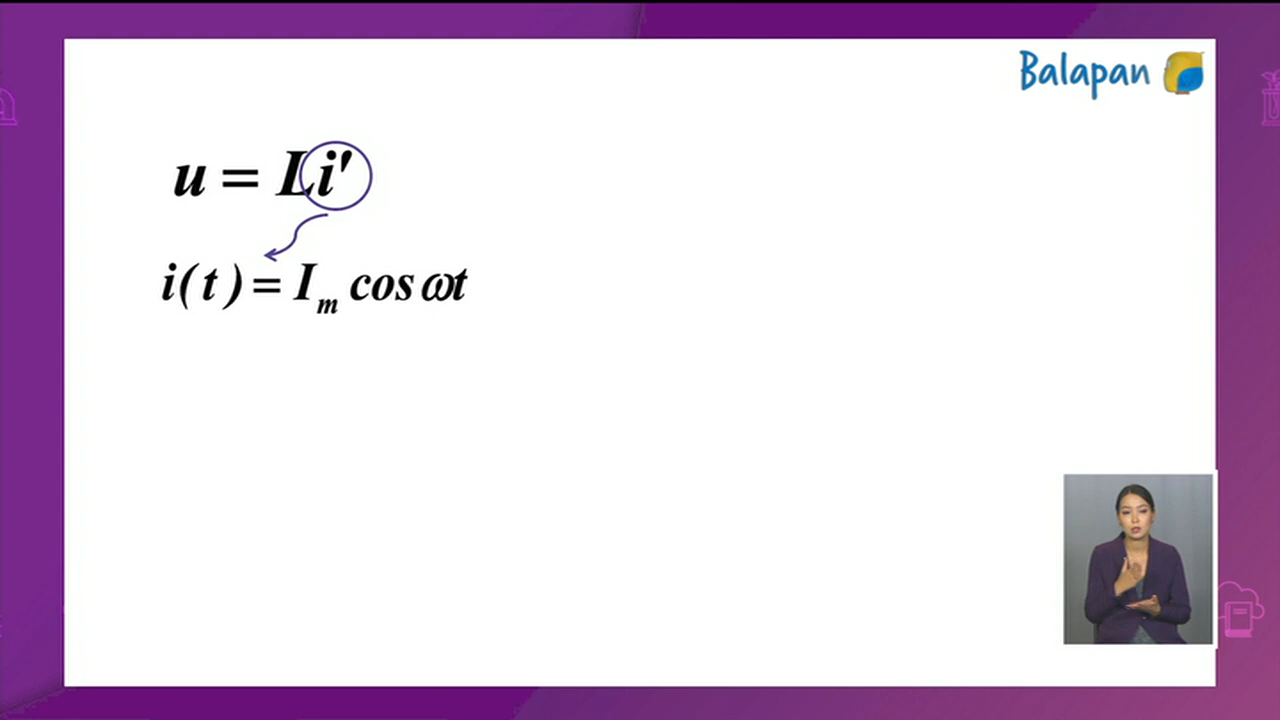 Balapan
u = Li'
i(t) = I_m cos ωt